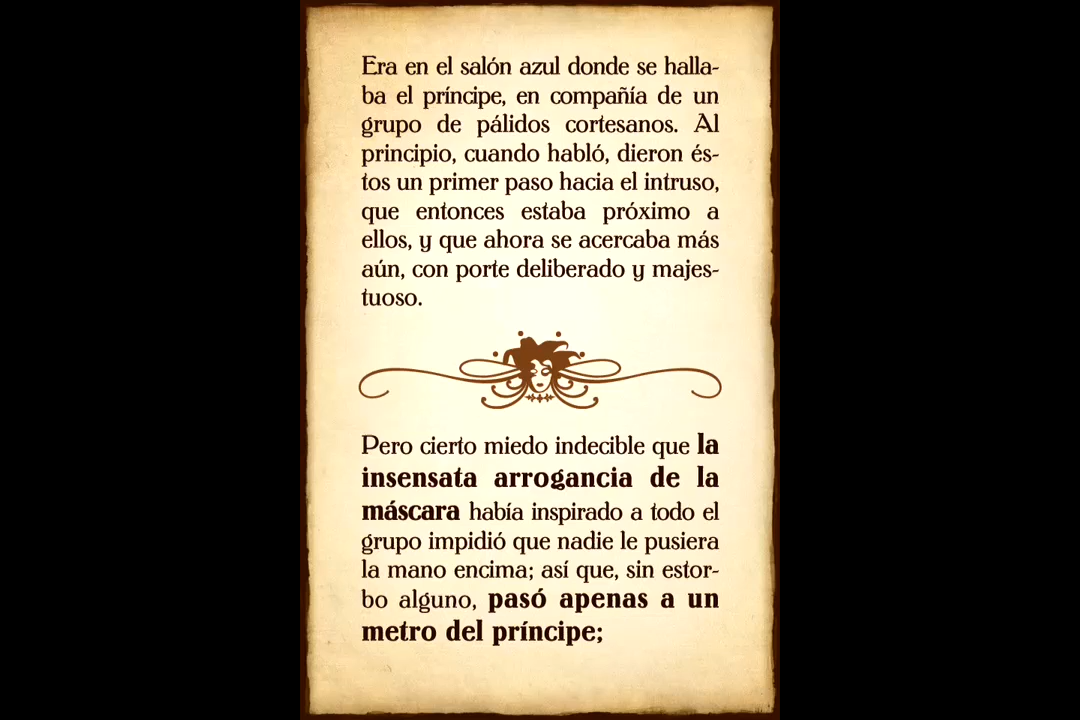 Era en el salón azul donde se halla-
ba el príncipe, en compañía de un
grupo de pálidos cortesanos. Al
principio, cuando habló, dieron és-
tos un primer paso hacia el intruso,
que entonces estaba próximo a
ellos, y que ahora se acercaba más
aún, con porte deliberado y majes-
tuoso.
Pero cierto miedo indecible que la
insensata arrogancia de la
máscara había inspirado a todo el
grupo impidió que nadie le pusiera
la mano encima; así que, sin estor-
bo alguno, pasó apenas a un
metro del príncipe;